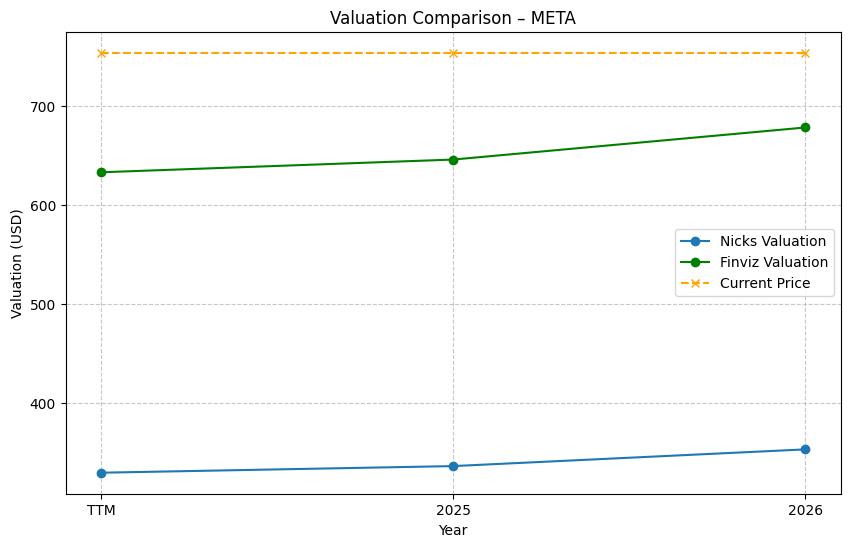 Valuation Comparison – META
Valuation (USD)
700
600
500
400
Nicks Valuation
Finviz Valuation
Current Price
TTM 2025 2026
Year